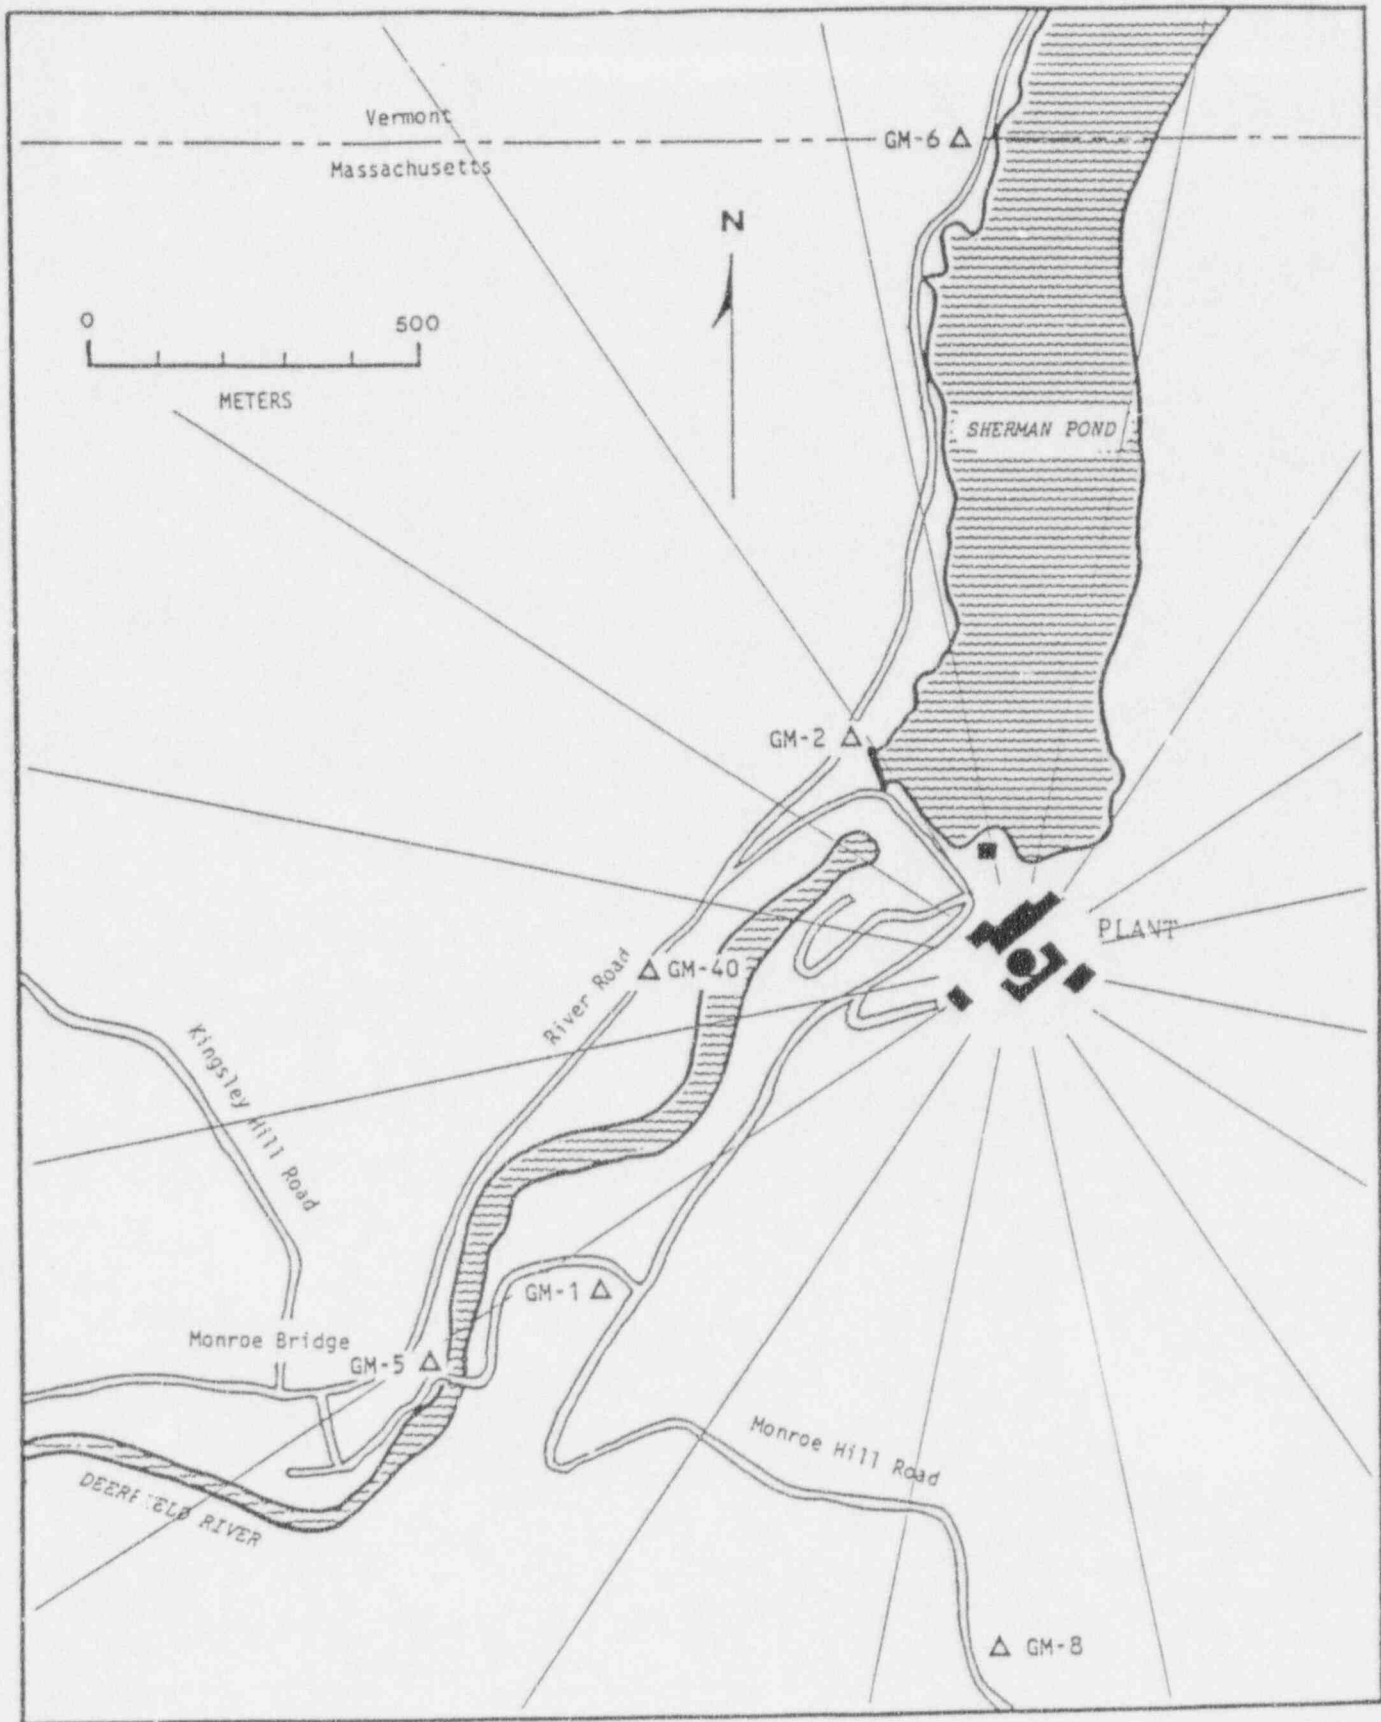 Vermont
GM-6
Massachusetts
N
0 500
METERS
SHERMAN POND
GM-2
PLANT
GM-40
River Road
Kingsley Hill Road
GM-1
Monroe Bridge
GM-5
Monroe Hill Road
DEERFIELD RIVER
GM-8